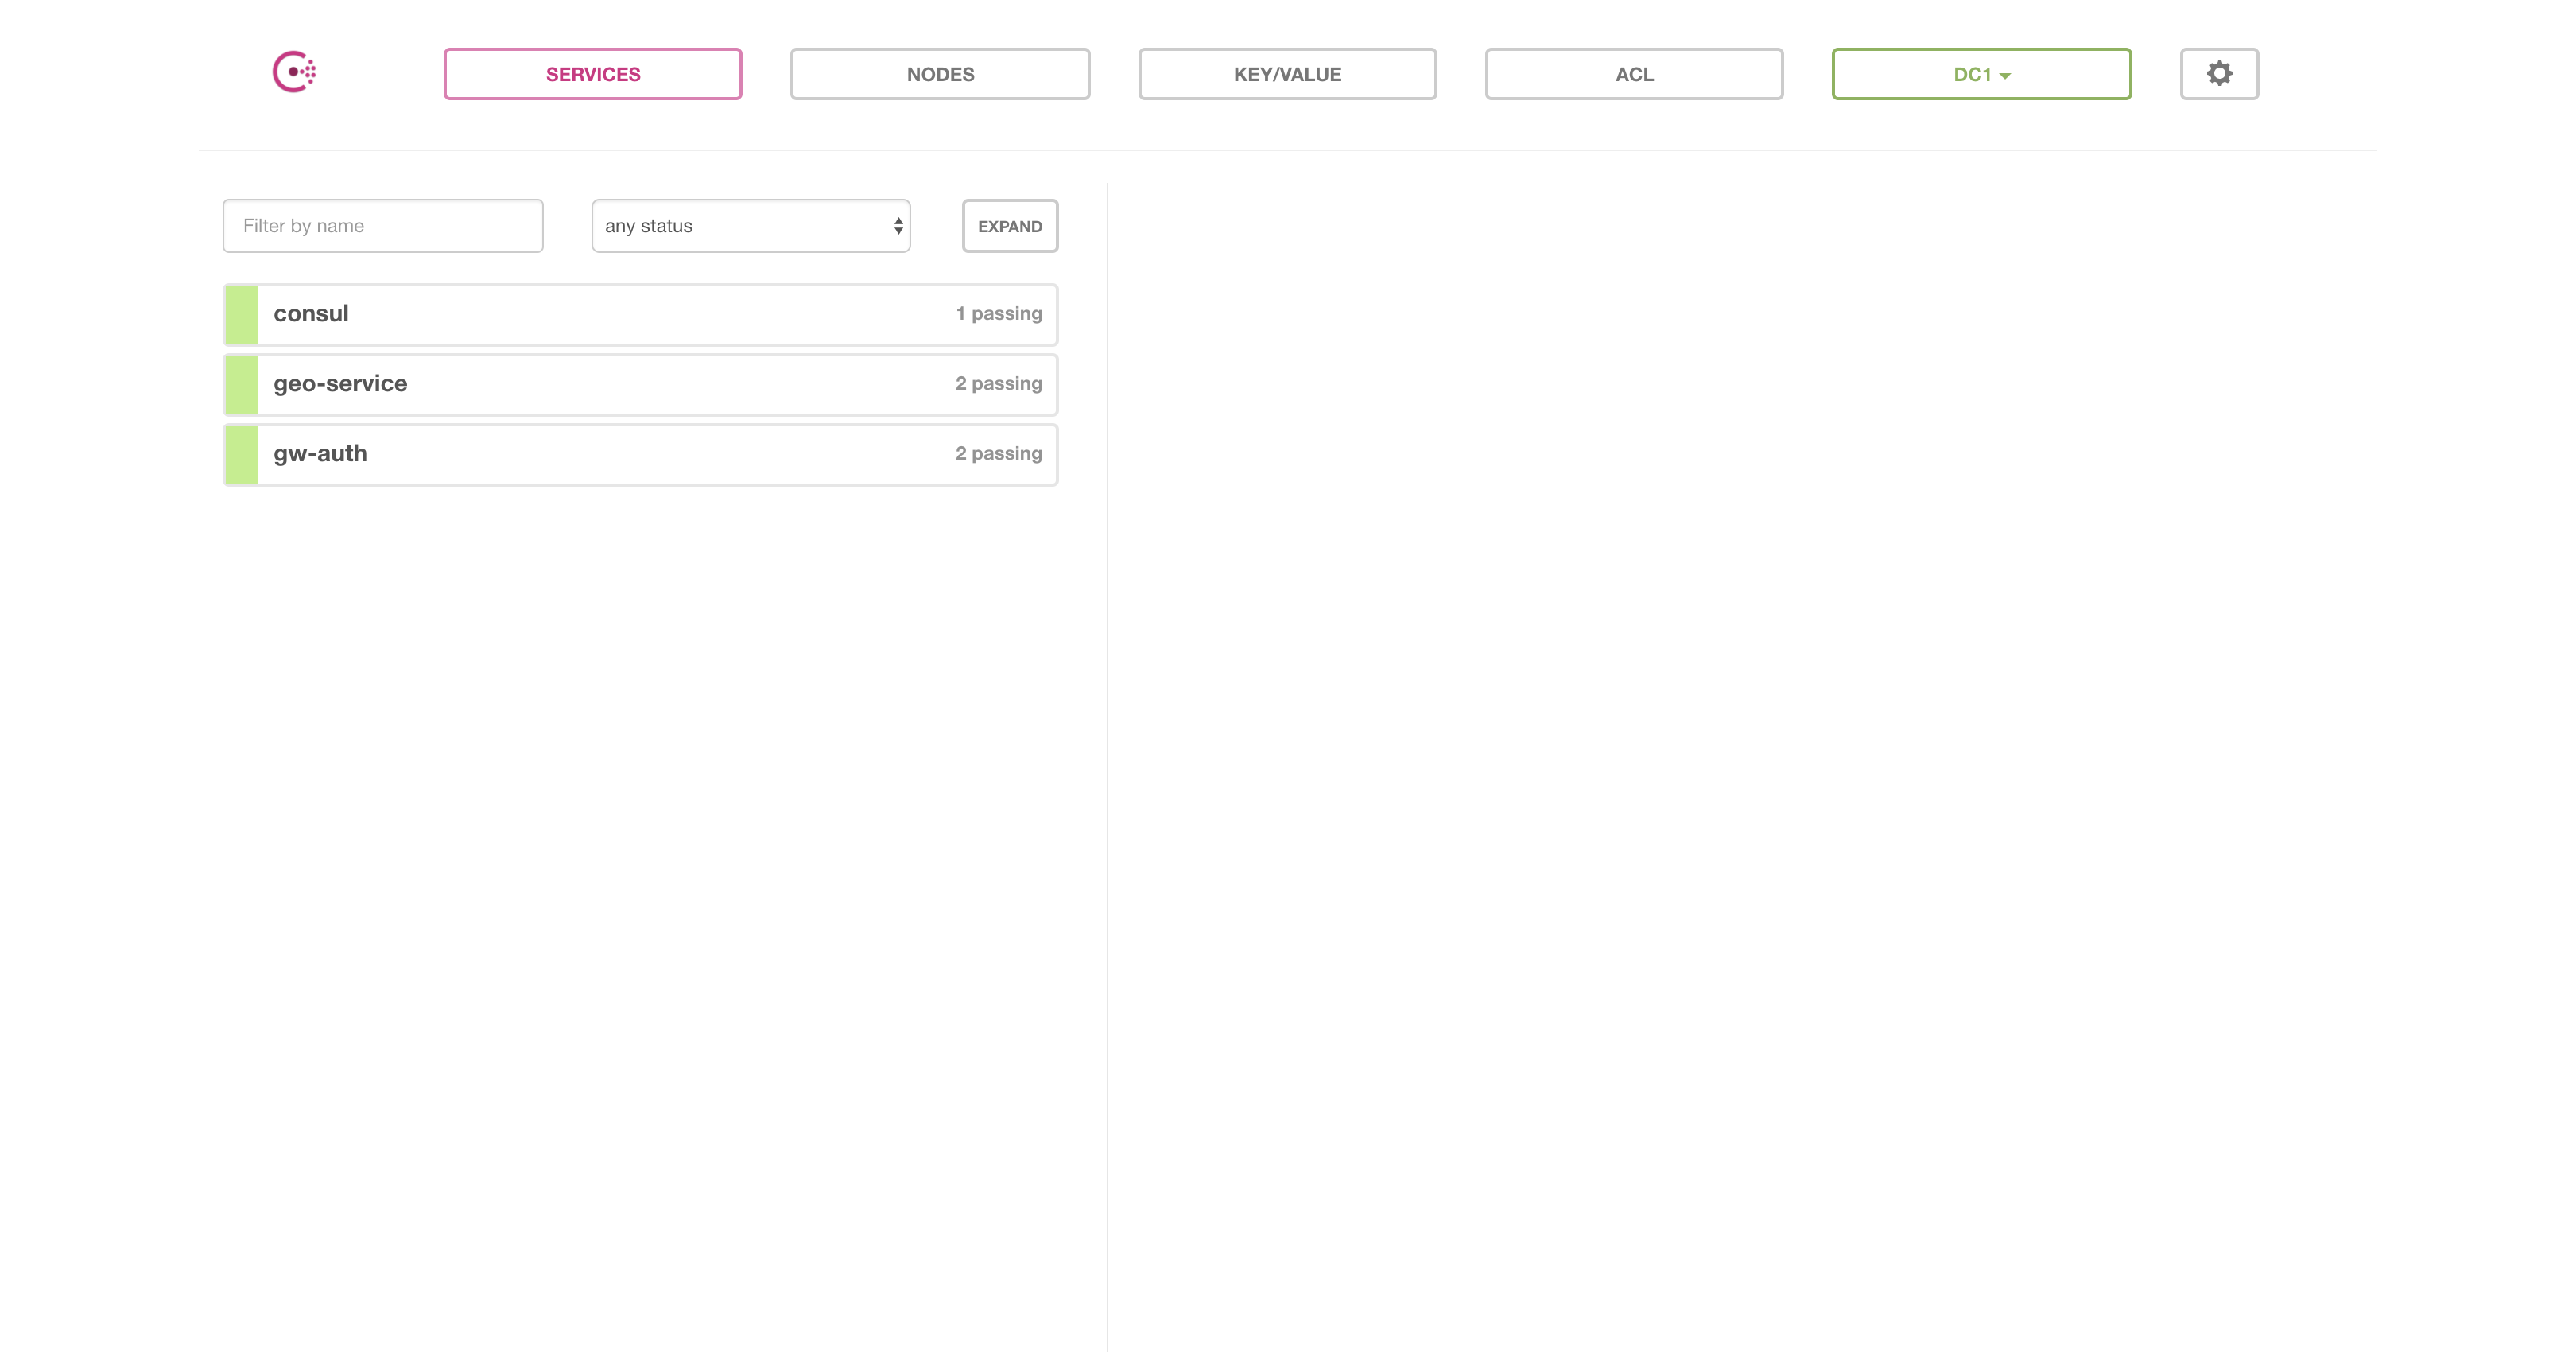 SERVICES NODES KEY/VALUE ACL DC1
Filter by name any status EXPAND
consul 1 passing
geo-service 2 passing
gw-auth 2 passing